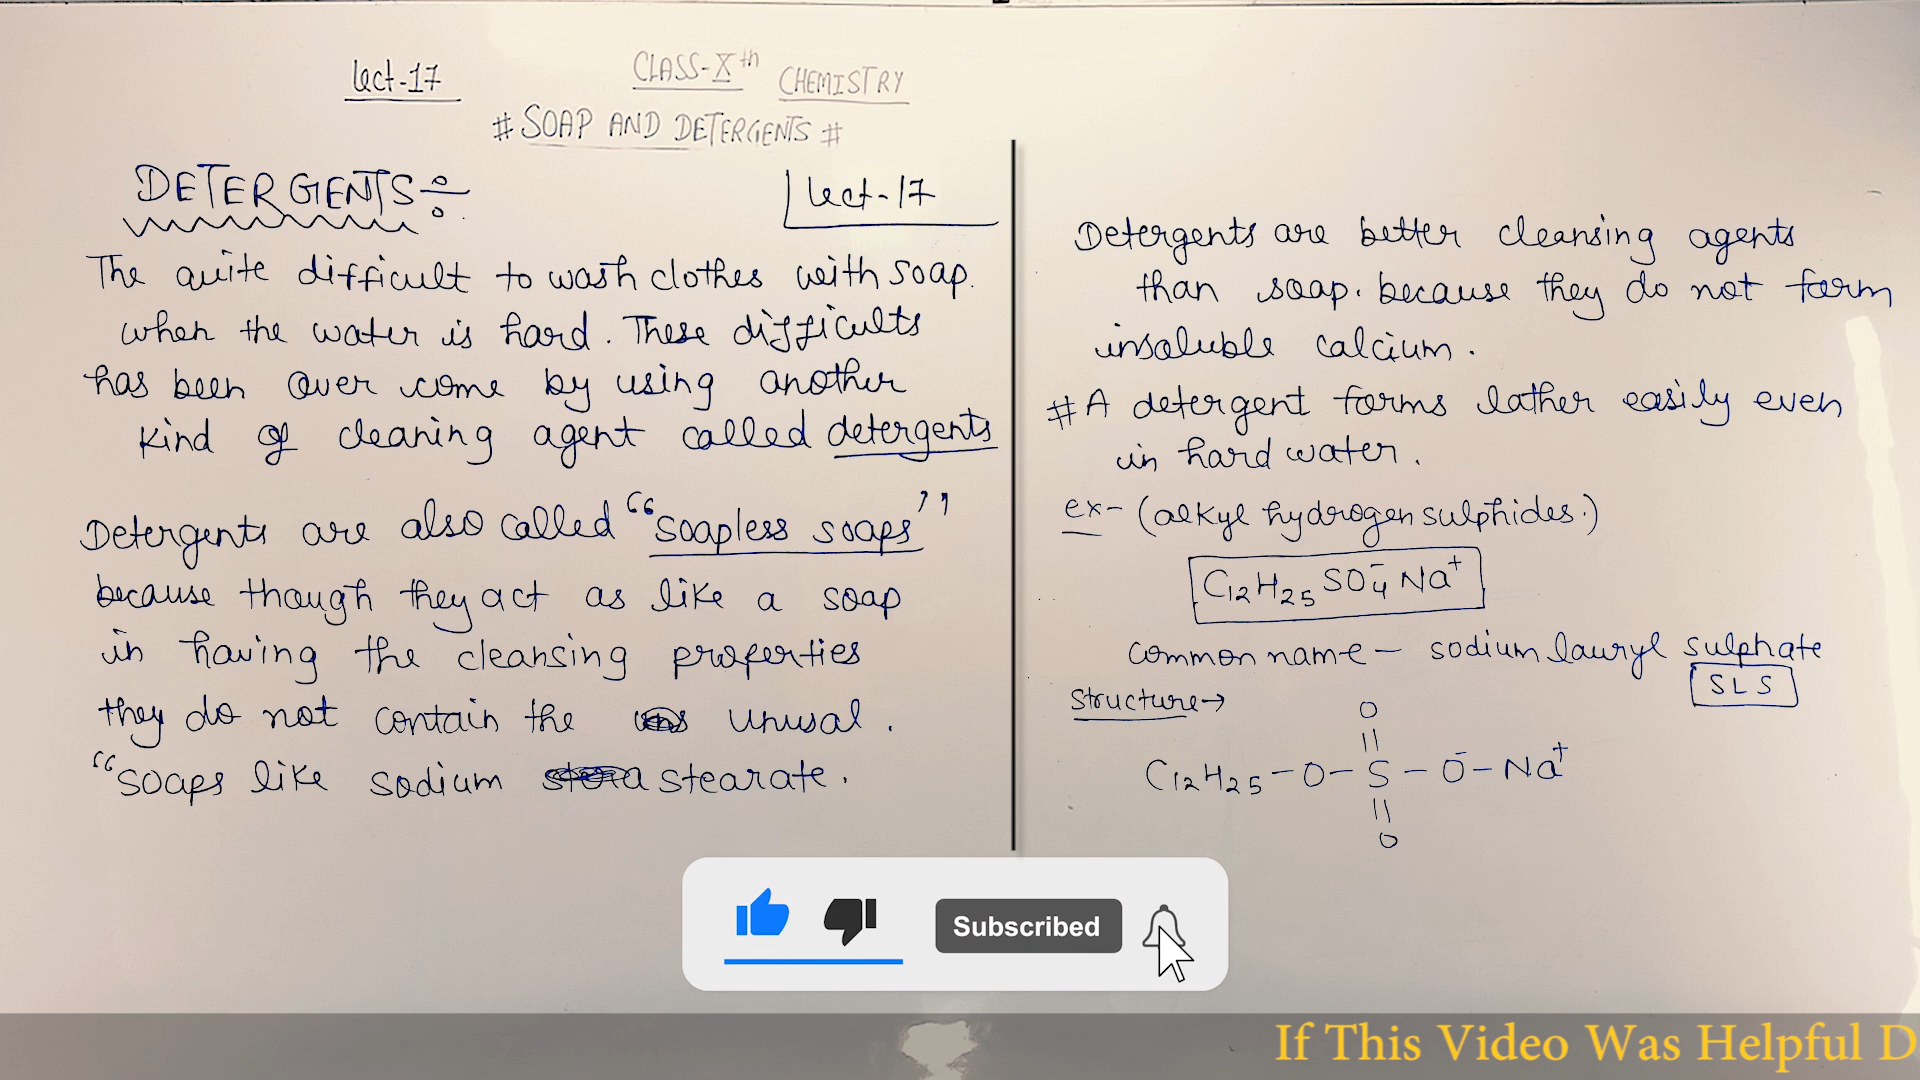 Lect-17
CLASS-Xth CHEMISTRY
# SOAP AND DETERGENTS #
DETERGENTS÷
Lect-17
The quite difficult to wash clothes with soap.
when the water is hard. These difficults
has been over come by using another
kind of cleaning agent called detergents
Detergents are also called “soapless soaps”
because though they act as like a soap
in having the cleansing properties
they do not contain the unusal.
“soaps like sodium stearate.
Detergents are better cleansing agents
than soap. because they do not form
insoluble calcium.
# A detergent forms lather easily even
in hard water.
ex- (alkyl hydrogen sulphides.)
C₁₂H₂₅SO₄⁻Na⁺
common name - sodium lauryl sulphate
SLS
Structure→
O
||
C₁₂H₂₅-O-S-O⁻-Na⁺
||
O
Subscribed
If This Video Was Helpful D